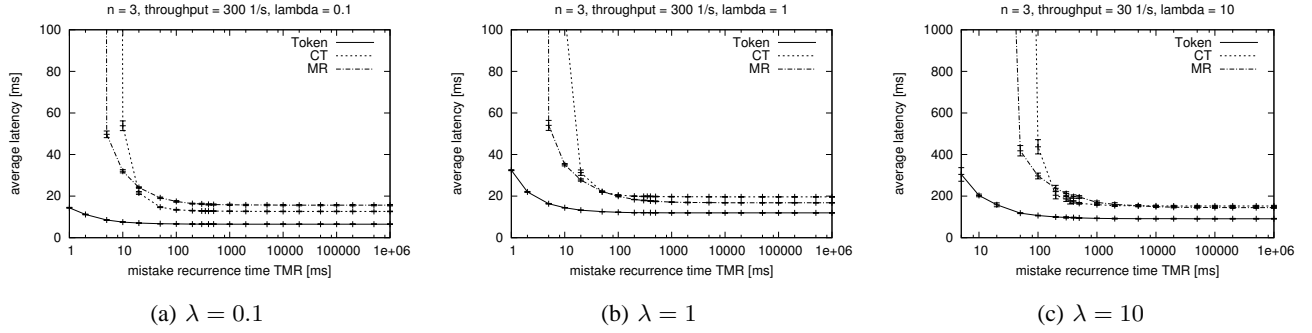 n = 3, throughput = 300 1/s, lambda = 0.1
100
80
60
40
20
0
average latency [ms]
Token
CT
MR
1 10 100 1000 10000 100000 1e+06
mistake recurrence time TMR [ms]
(a) λ = 0.1
n = 3, throughput = 300 1/s, lambda = 1
100
80
60
40
20
0
average latency [ms]
Token
CT
MR
1 10 100 1000 10000 100000 1e+06
mistake recurrence time TMR [ms]
(b) λ = 1
n = 3, throughput = 30 1/s, lambda = 10
1000
800
600
400
200
0
average latency [ms]
Token
CT
MR
10 100 1000 10000 100000 1e+06
mistake recurrence time TMR [ms]
(c) λ = 10